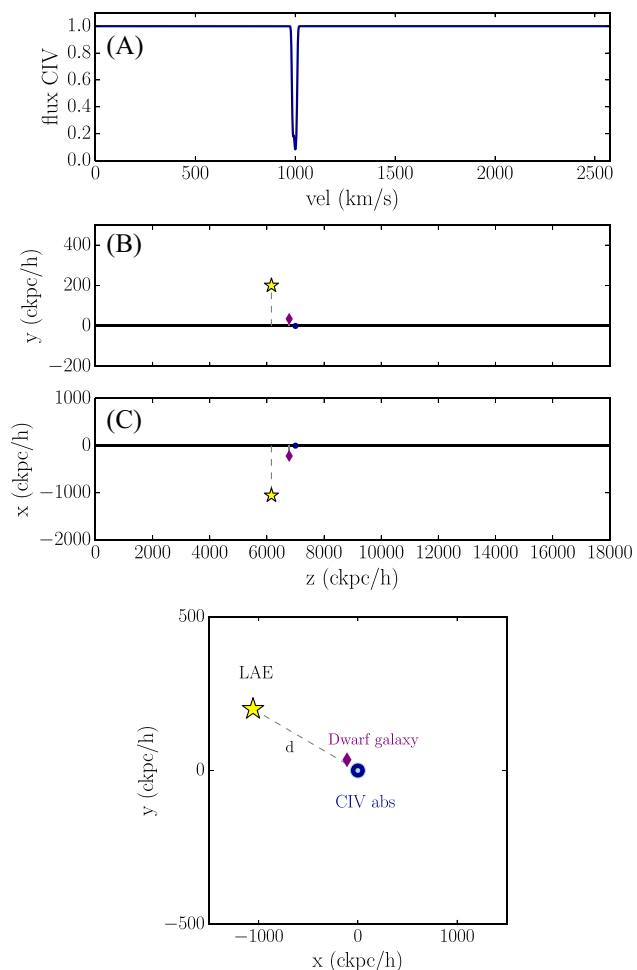 (A)
flux CIV
1.0
0.8
0.6
0.4
0.2
0.0
0 500 1000 1500 2000 2500
vel (km/s)
(B)
y (ckpc/h)
400
200
0
−200
(C)
x (ckpc/h)
1000
0
−1000
−2000
0 2000 4000 6000 8000 10000 12000 14000 16000 18000
z (ckpc/h)
500
LAE
Dwarf galaxy
d
y (ckpc/h)
0
CIV abs
−500
−1000 0 1000
x (ckpc/h)